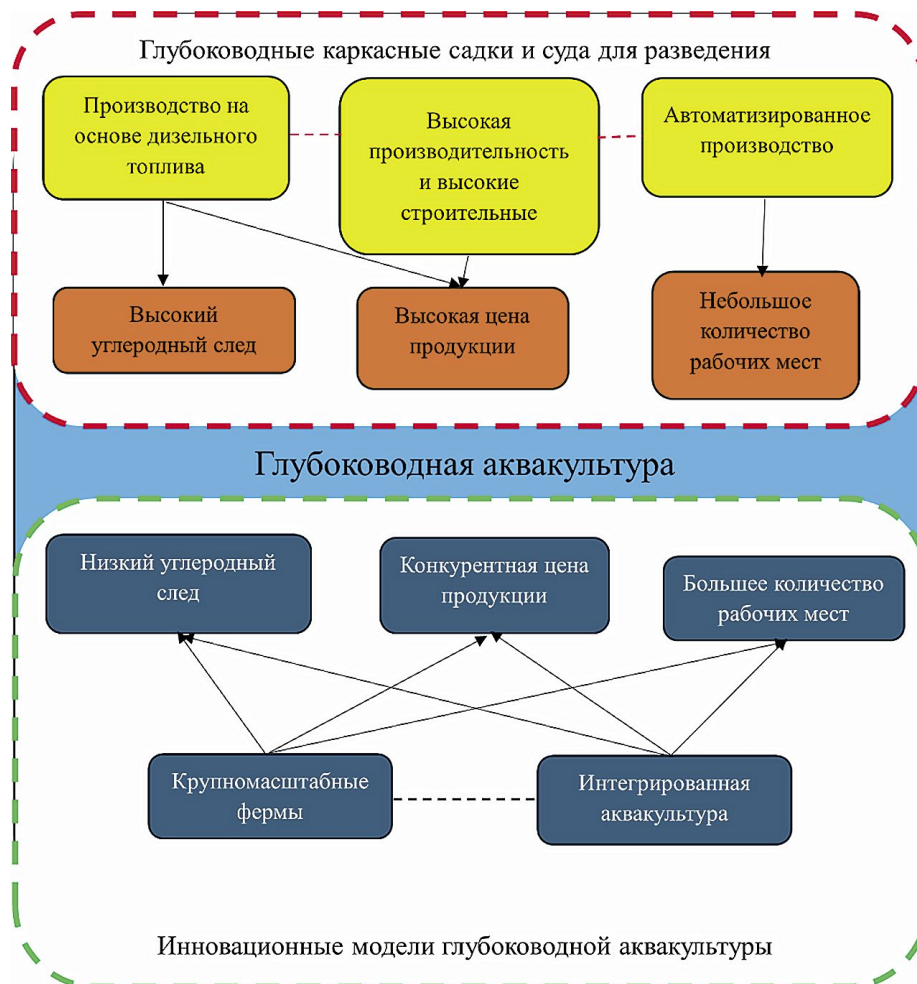 Глубоководные каркасные садки и суда для разведения
Производство на
основе дизельного
топлива
Высокая
производительность
и высокие
строительные
Автоматизированное
производство
Высокий
углеродный след
Высокая цена
продукции
Небольшое
количество
рабочих мест
Глубоководная аквакультура
Низкий углеродный
след
Конкурентная цена
продукции
Большее количество
рабочих мест
Крупномасштабные
фермы
Интегрированная
аквакультура
Инновационные модели глубоководной аквакультуры